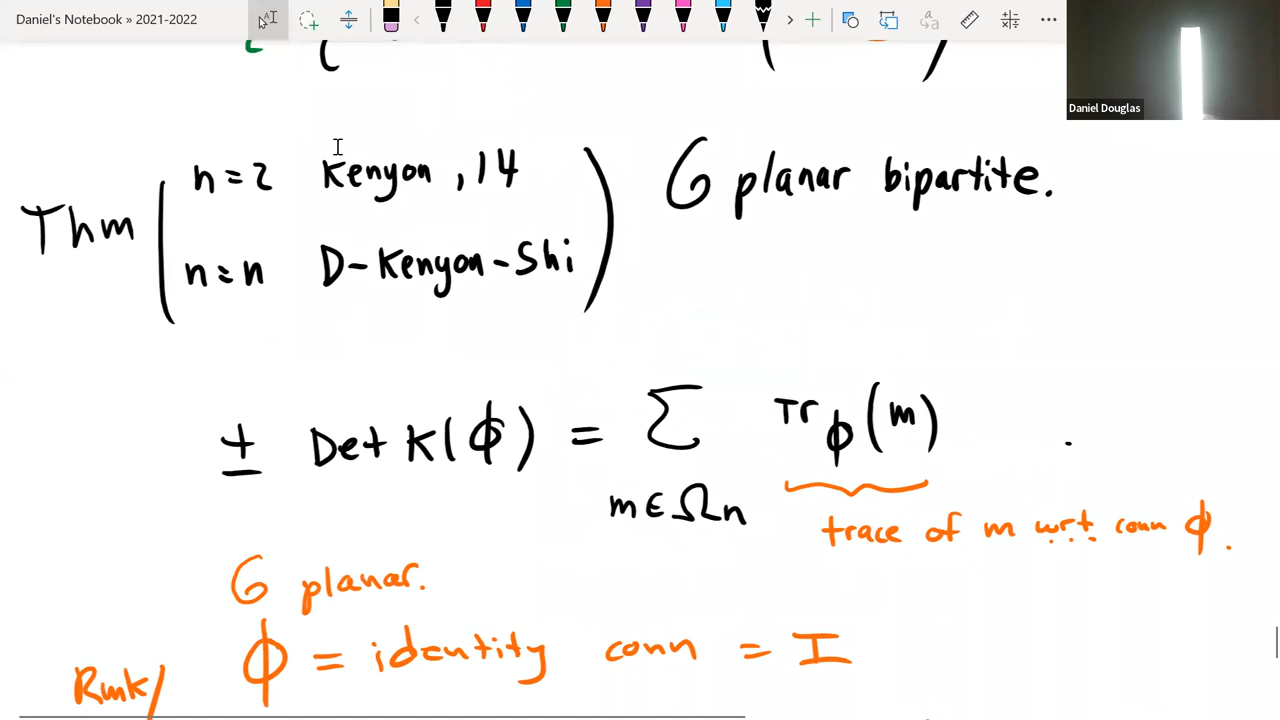 Daniel's Notebook » 2021-2022
Daniel Douglas
Thm ( n=2 Kenyon, 14 ) G planar bipartite.
n=n D-Kenyon-Shi
± Det K(ϕ) = Σ Tr_ϕ(m) .
m∈Ωn
trace of m wrt conn ϕ.
G planar.
Rmk/ ϕ = identity conn = I